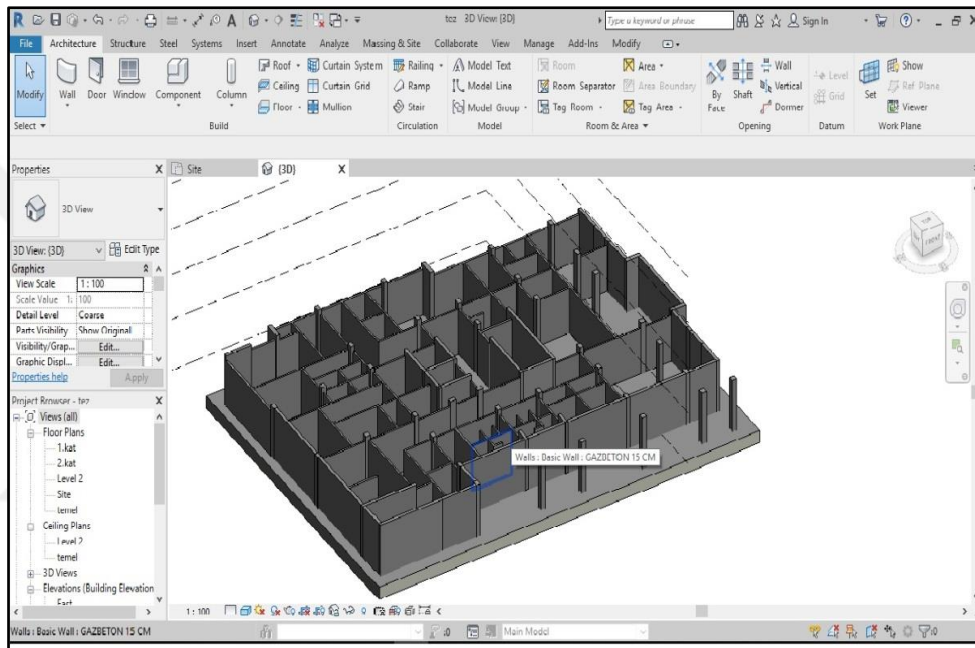 tez 3D View: {3D}
Type a keyword or phrase
Sign In
File Architecture Structure Steel Systems Insert Annotate Analyze Massing & Site Collaborate View Manage Add-Ins Modify
Modify
Wall
Door
Window
Component
Column
Roof
Ceiling
Floor
Curtain System
Curtain Grid
Mullion
Railing
Ramp
Stair
Model Text
Model Line
Model Group
Room
Room Separator
Tag Room
Area
Area Boundary
Tag Area
By Face
Shaft
Wall
Vertical
Dormer
Level
Grid
Set
Show
Ref Plane
Viewer
Select
Build
Circulation
Model
Room & Area
Opening
Datum
Work Plane
Properties X
Site
{3D} X
3D View
3D View: {3D}
Edit Type
Graphics
View Scale 1 : 100
Scale Value 1: 100
Detail Level Coarse
Parts Visibility Show Original
Visibility/Grap... Edit...
Graphic Displ... Edit...
Properties help
Apply
Project Browser - tez X
Views (all)
Floor Plans
1.kat
2.kat
Level 2
Site
temel
Ceiling Plans
Level 2
temel
3D Views
Elevations (Building Elevation
East
Walls : Basic Wall : GAZBETON 15 CM
FRONT
1 : 100
Walls : Basic Wall : GAZBETON 15 CM
:0
Main Model
:0